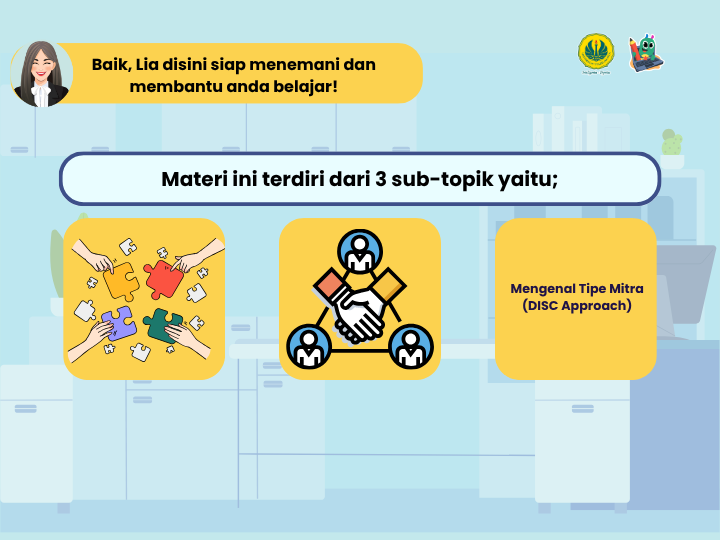 Baik, Lia disini siap menemani dan
membantu anda belajar!
Materi ini terdiri dari 3 sub-topik yaitu;
Mengenal Tipe Mitra
(DISC Approach)